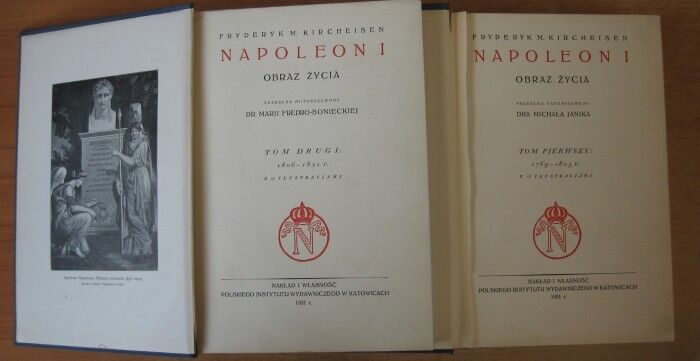 FRYDERYK M. KIRCHEISEN
NAPOLEON I
OBRAZ ŻYCIA
PRZEKŁAD AUTORYZOWANY
DR. MARJI FREDRO-BONIECKIEJ
TOM DRUGI:
1806–1821 r.
ILUSTRACJAMI
N
NAKŁAD I WŁASNOŚĆ
POLSKIEGO INSTYTUTU WYDAWNICZEGO W KATOWICACH
1931 r.
FRYDERYK M. KIRCHEISEN
NAPOLEON I
OBRAZ ŻYCIA
PRZEKŁAD AUTORYZOWANY
DRA MICHAŁA JANIKA
TOM PIERWSZY:
1769–1805 r.
ILUSTRACJAMI
N
NAKŁAD I WŁASNOŚĆ
POLSKIEGO INSTYTUTU WYDAWNICZEGO W KATOWICACH
1931 r.